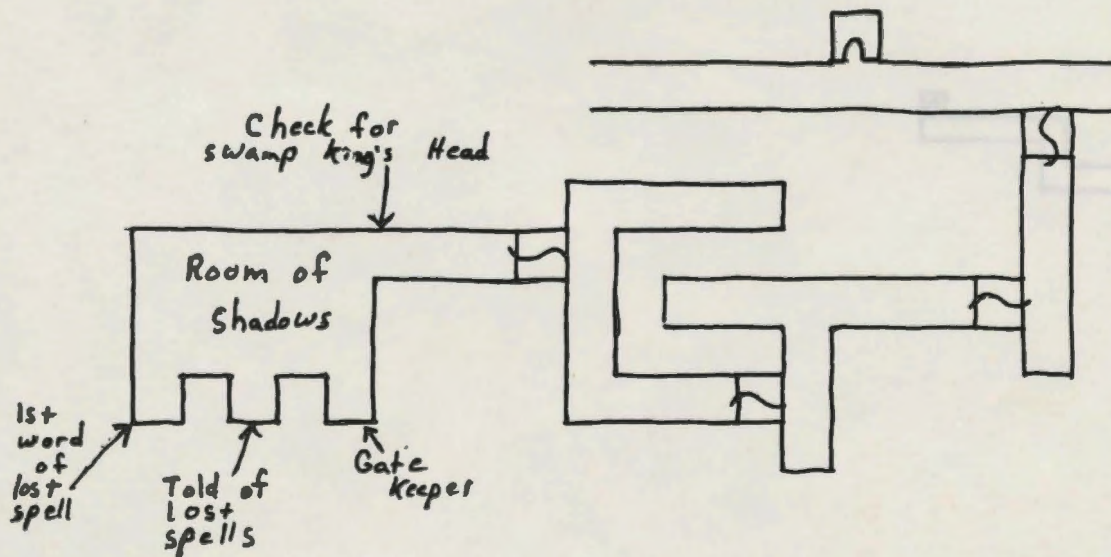 Check for
swamp King's Head
Room of
Shadows
1st
word
of
lost
spell
Told of
lost
spells
Gate
Keeper